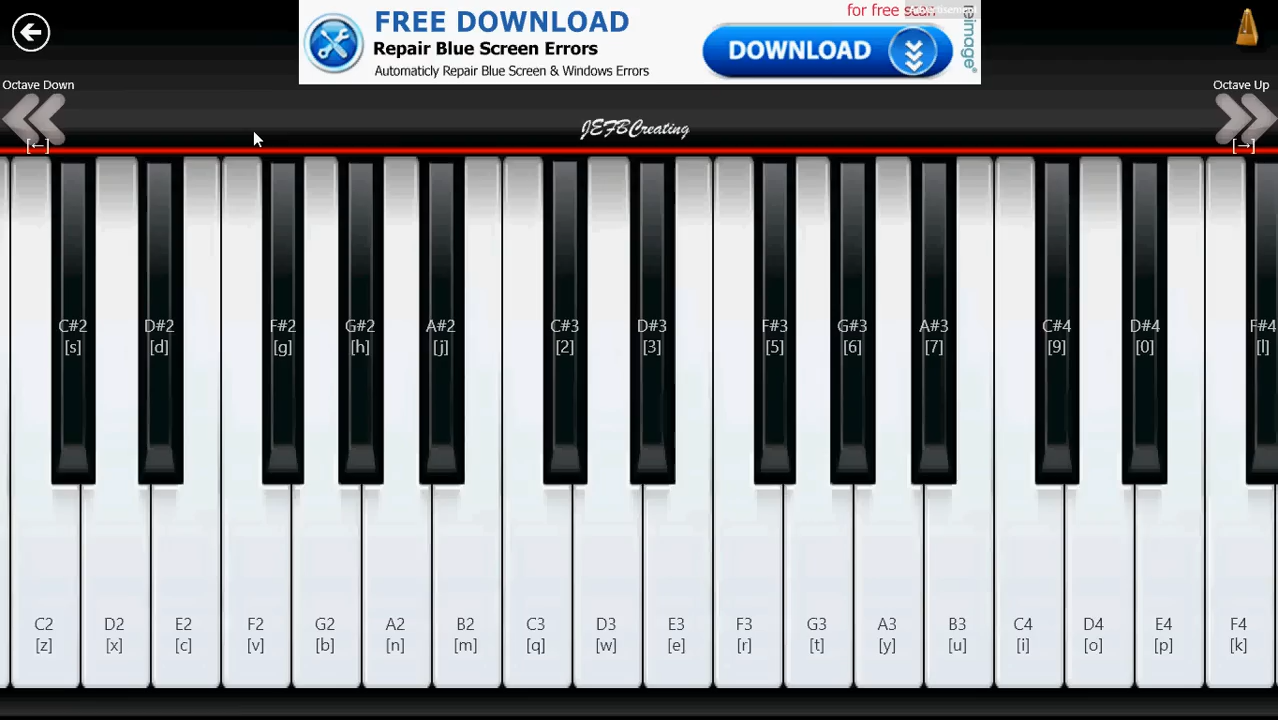 FREE DOWNLOAD
Repair Blue Screen Errors
Automaticly Repair Blue Screen & Windows Errors
for free scan
Advertisement
DOWNLOAD
reimage®
Octave Down
[←]
Octave Up
[→]
JEFBCreating
C#2 D#2 F#2 G#2 A#2 C#3 D#3 F#3 G#3 A#3 C#4 D#4 F#4
[s] [d] [g] [h] [j] [2] [3] [5] [6] [7] [9] [0] [l]
C2 D2 E2 F2 G2 A2 B2 C3 D3 E3 F3 G3 A3 B3 C4 D4 E4 F4
[z] [x] [c] [v] [b] [n] [m] [q] [w] [e] [r] [t] [y] [u] [i] [o] [p] [k]